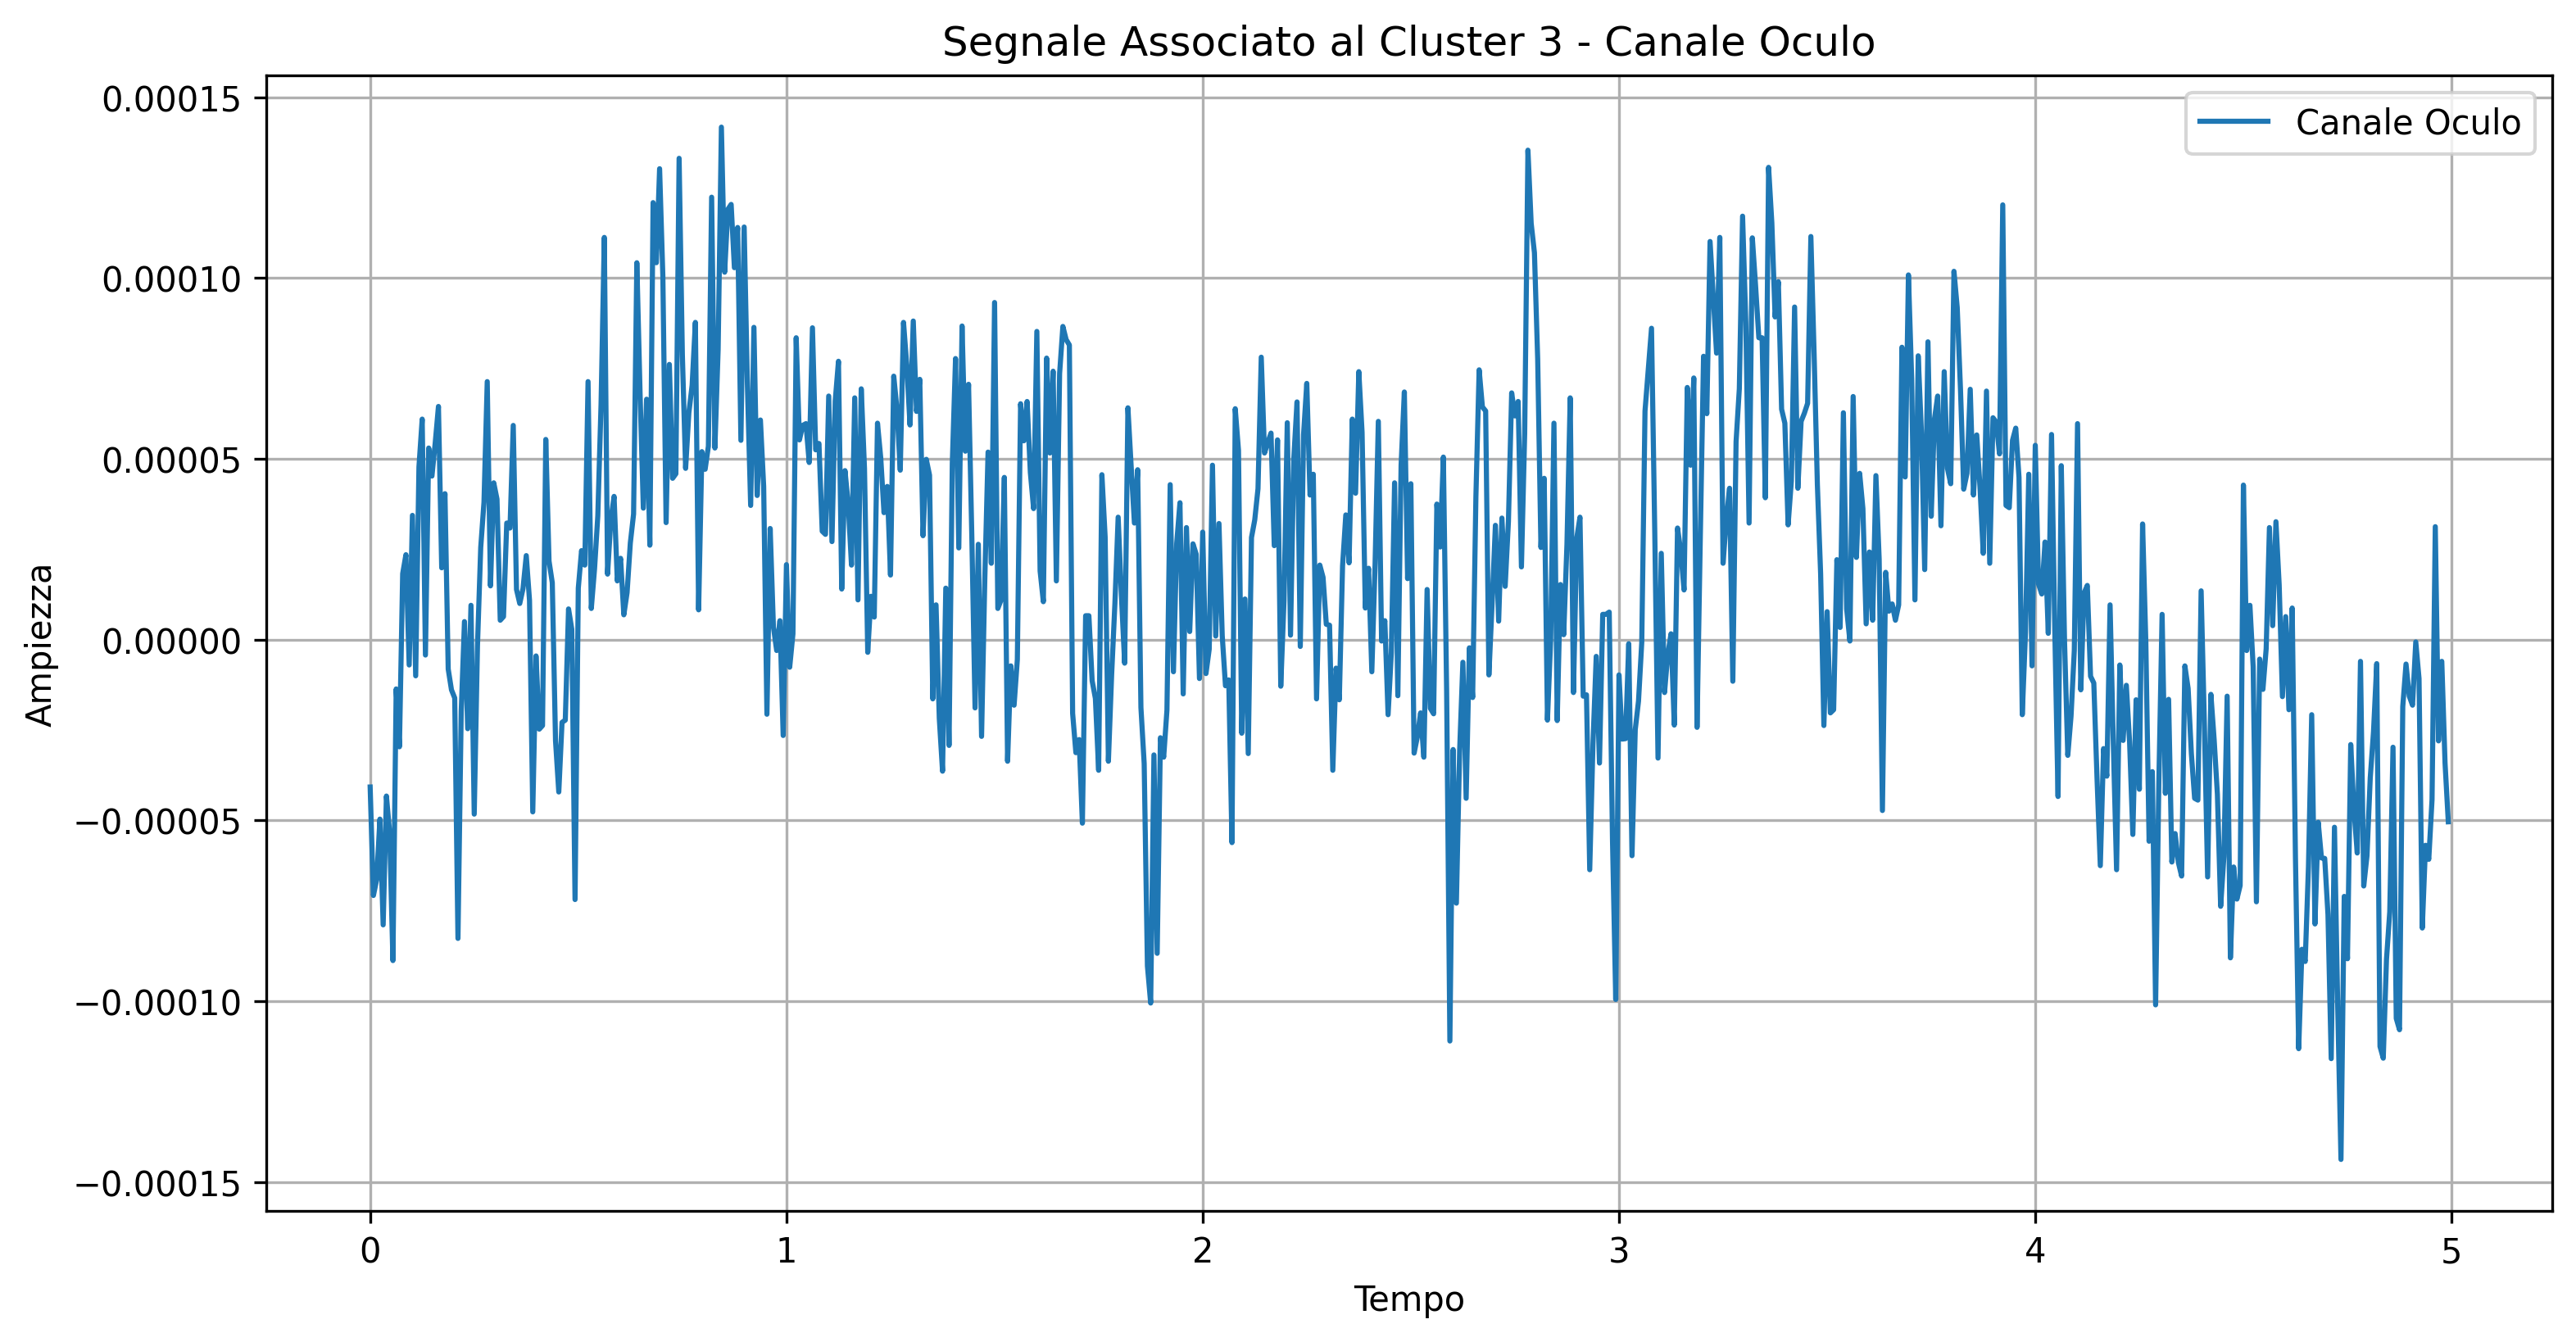 Segnale Associato al Cluster 3 - Canale Oculo
Canale Oculo
Ampiezza
0.00015
0.00010
0.00005
0.00000
−0.00005
−0.00010
−0.00015
0 1 2 3 4 5
Tempo